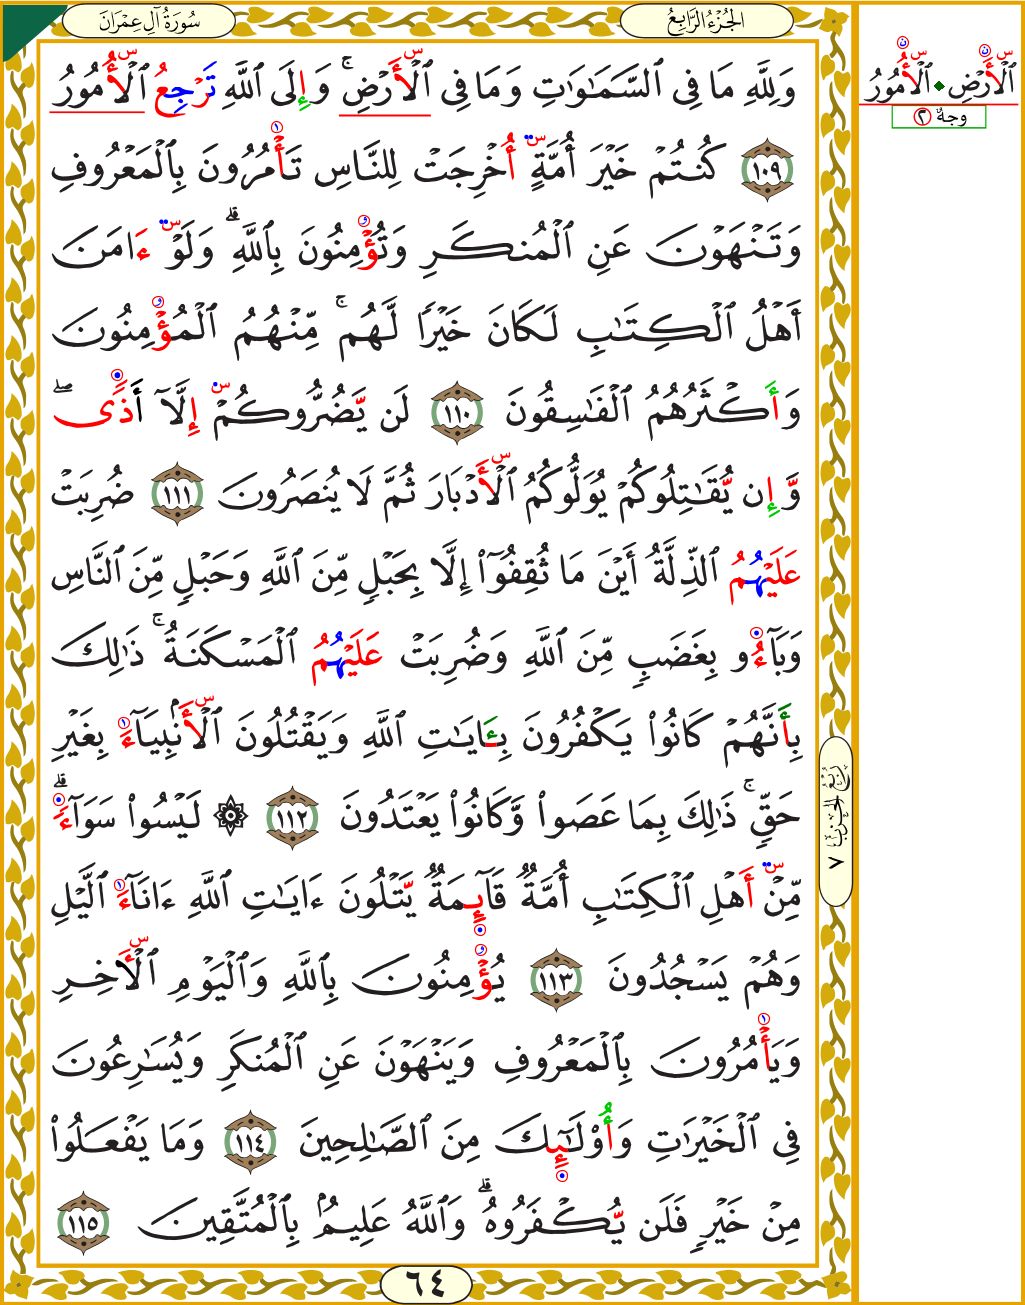 سُورَةُ آلِ عِمْرَانَ
الجُزْءُ الرَّابِعُ
وَلِلَّهِ مَا فِي ٱلسَّمَٰوَٰتِ وَمَا فِي ٱلۡأَرۡضِۚ وَإِلَى ٱللَّهِ تَرۡجِعُ ٱلۡأُمُورُ
١٠٩ كُنتُمۡ خَيۡرَ أُمَّةٍ أُخۡرِجَتۡ لِلنَّاسِ تَأۡمُرُونَ بِٱلۡمَعۡرُوفِ
وَتَنۡهَوۡنَ عَنِ ٱلۡمُنكَرِ وَتُؤۡمِنُونَ بِٱللَّهِۗ وَلَوۡ ءَامَنَ
أَهۡلُ ٱلۡكِتَٰبِ لَكَانَ خَيۡرٗا لَّهُمۚ مِّنۡهُمُ ٱلۡمُؤۡمِنُونَ
وَأَكۡثَرُهُمُ ٱلۡفَٰسِقُونَ ١١٠ لَن يَّضُرُّوكُمۡ إِلَّآ أَذٗىۖ
وَّإِن يُّقَٰتِلُوكُمۡ يُوَلُّوكُمُ ٱلۡأَدۡبَارَ ثُمَّ لَا يُنصَرُونَ ١١١ ضُرِبَتۡ
عَلَيۡهُمُ ٱلذِّلَّةُ أَيۡنَ مَا ثُقِفُوٓاْ إِلَّا بِحَبۡلٖ مِّنَ ٱللَّهِ وَحَبۡلٖ مِّنَ ٱلنَّاسِ
وَبَآءُو بِغَضَبٖ مِّنَ ٱللَّهِ وَضُرِبَتۡ عَلَيۡهُمُ ٱلۡمَسۡكَنَةُۚ ذَٰلِكَ
بِأَنَّهُمۡ كَانُواْ يَكۡفُرُونَ بِـَٔايَٰتِ ٱللَّهِ وَيَقۡتُلُونَ ٱلۡأَنۢبِيَآءَ بِغَيۡرِ
حَقّٖۚ ذَٰلِكَ بِمَا عَصَواْ وَّكَانُواْ يَعۡتَدُونَ ١١٢ ۞ لَيۡسُواْ سَوَآءٗۗ
مِّنۡ أَهۡلِ ٱلۡكِتَٰبِ أُمَّةٞ قَآئِمَةٞ يَّتۡلُونَ ءَايَٰتِ ٱللَّهِ ءَانَآءَ ٱلَّيۡلِ
وَهُمۡ يَسۡجُدُونَ ١١٣ يُؤۡمِنُونَ بِٱللَّهِ وَٱلۡيَوۡمِ ٱلۡأٓخِرِ
وَيَأۡمُرُونَ بِٱلۡمَعۡرُوفِ وَيَنۡهَوۡنَ عَنِ ٱلۡمُنكَرِ وَيُسَٰرِعُونَ
فِي ٱلۡخَيۡرَٰتِ وَأُوْلَٰٓئِكَ مِنَ ٱلصَّٰلِحِينَ ١١٤ وَمَا يَفۡعَلُواْ
مِنۡ خَيۡرٖ فَلَن يُّكۡفَرُوهُۗ وَٱللَّهُ عَلِيمُۢ بِٱلۡمُتَّقِينَ ١١٥
٦٤
ٱلۡأَرۡضِ ٱلۡأُمُورُ
وجهٌ ٢
رُبْعُ الحِزْبِ ٧